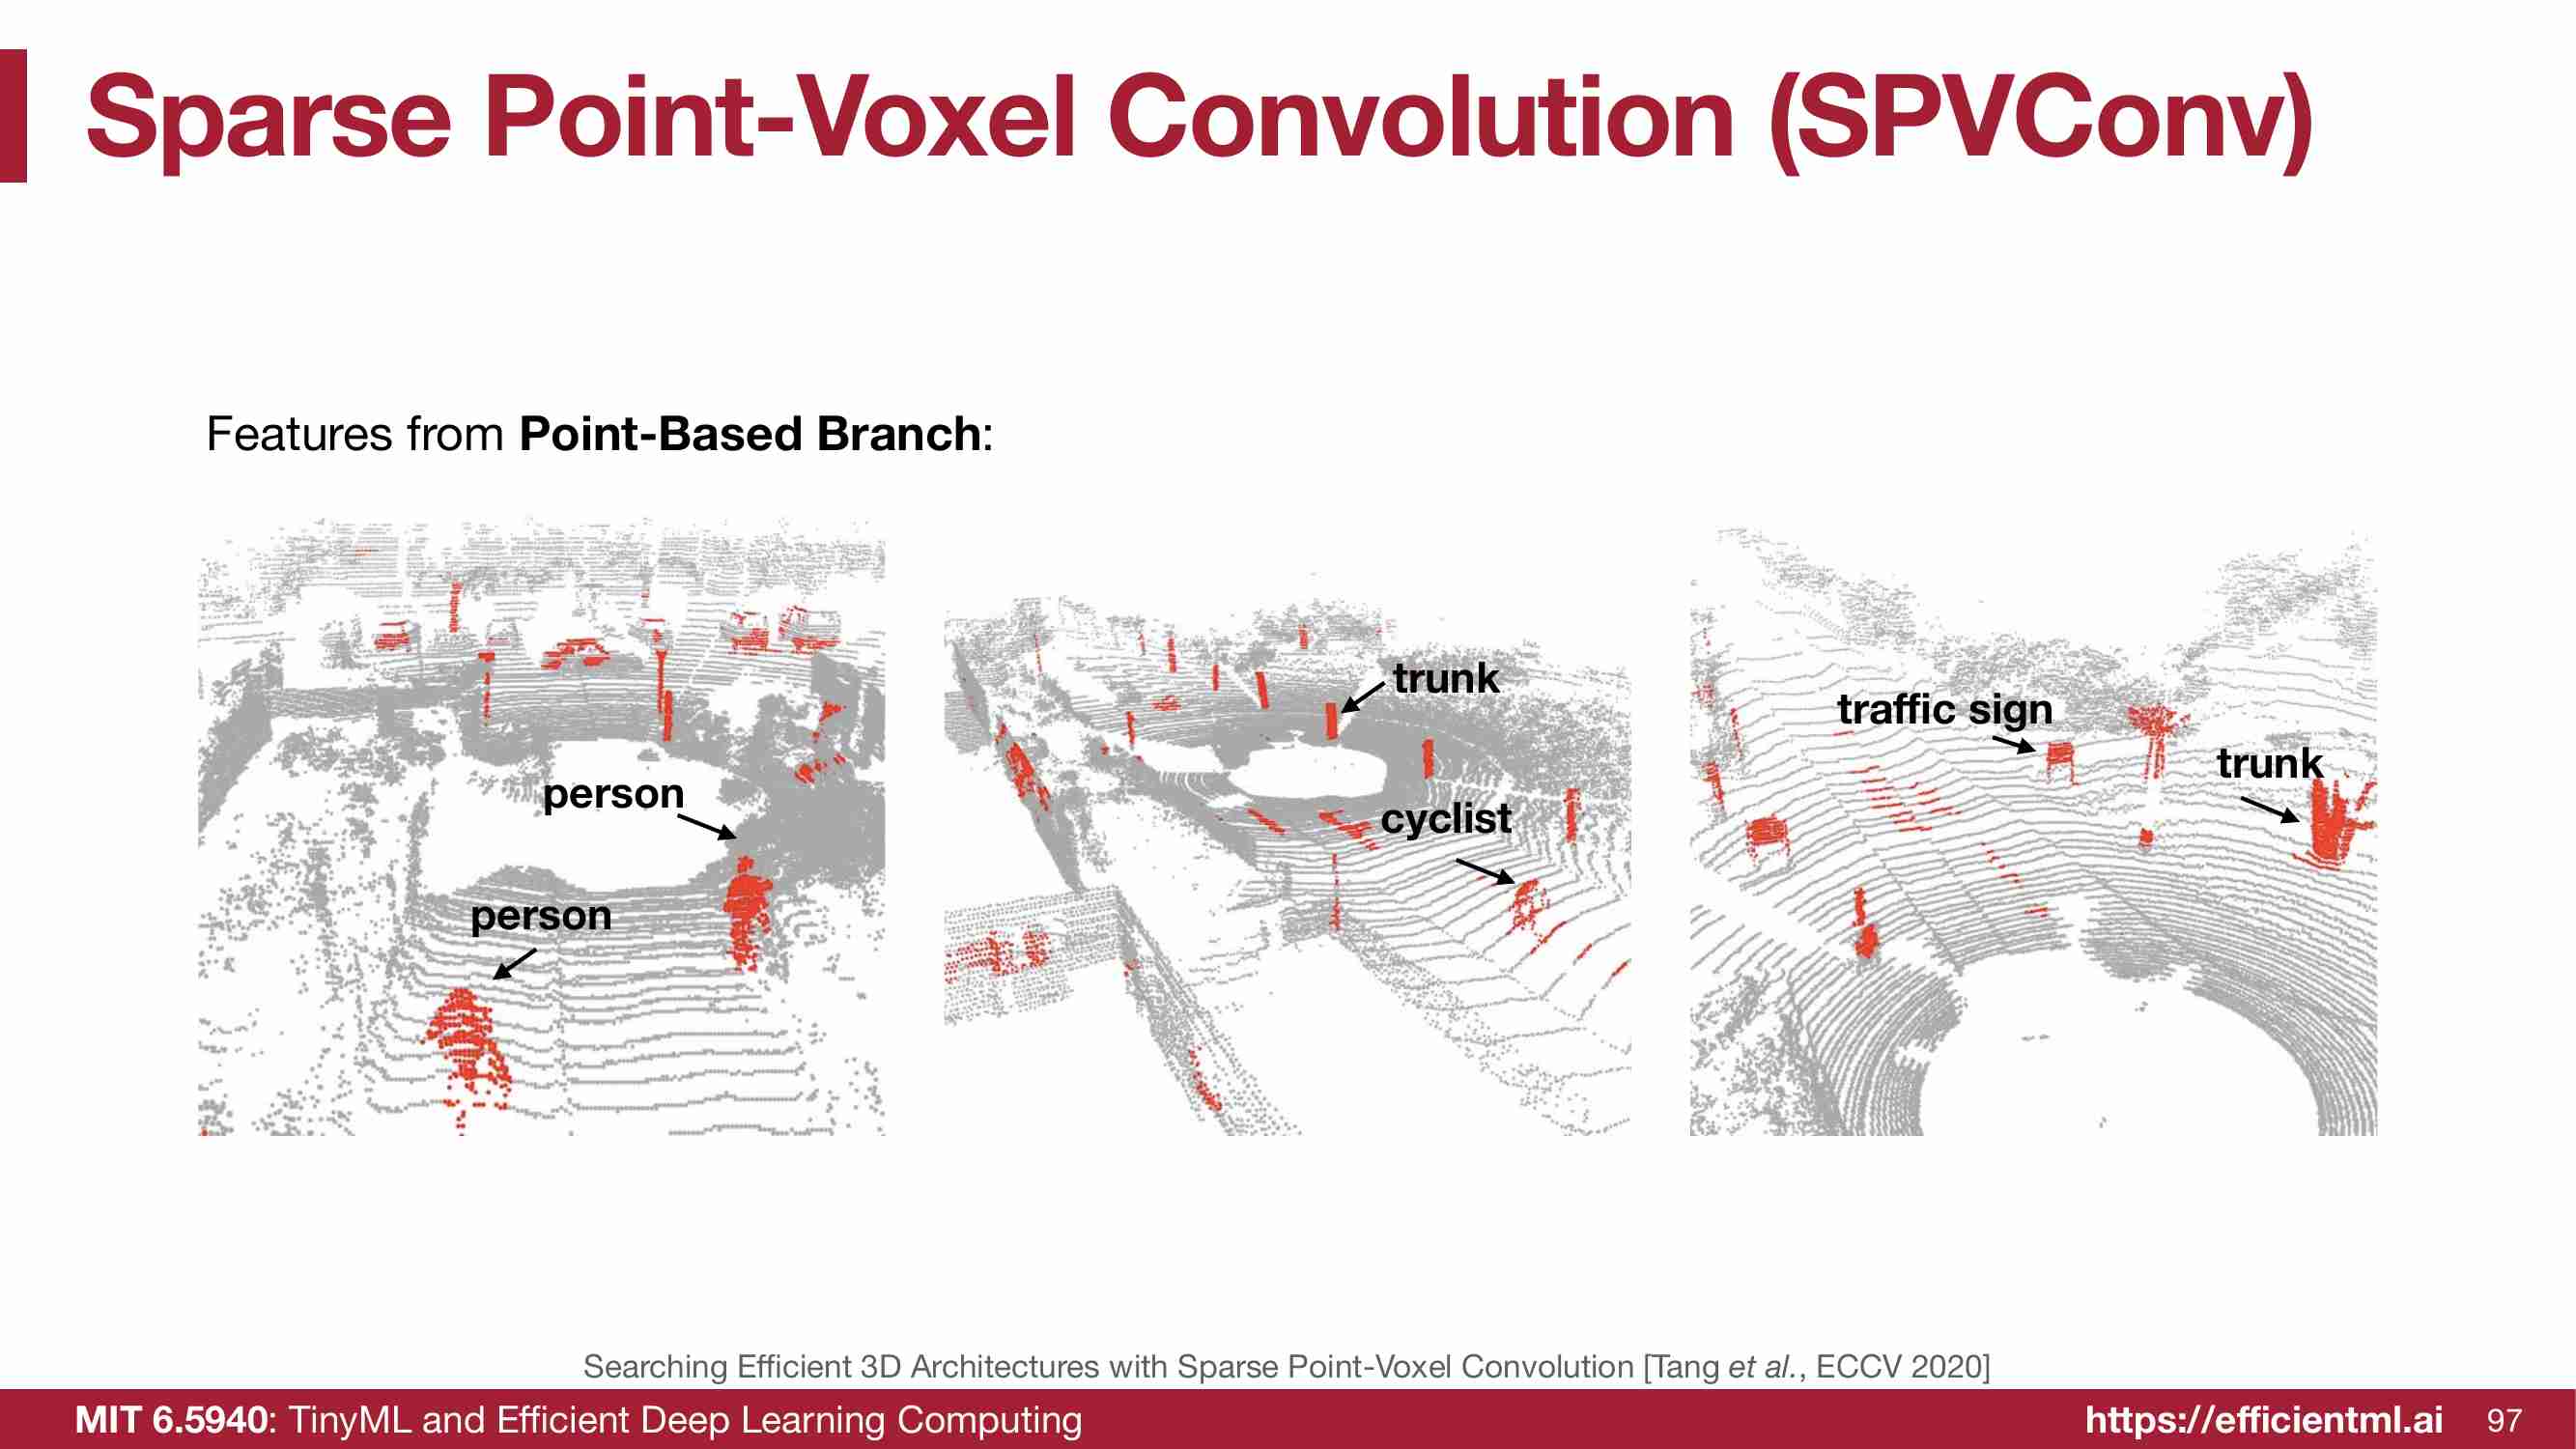 Sparse Point-Voxel Convolution (SPVConv)
Features from Point-Based Branch:
person
person
trunk
cyclist
traffic sign
trunk
Searching Efficient 3D Architectures with Sparse Point-Voxel Convolution [Tang et al., ECCV 2020]
MIT 6.5940: TinyML and Efficient Deep Learning Computing
https://efficientml.ai
97